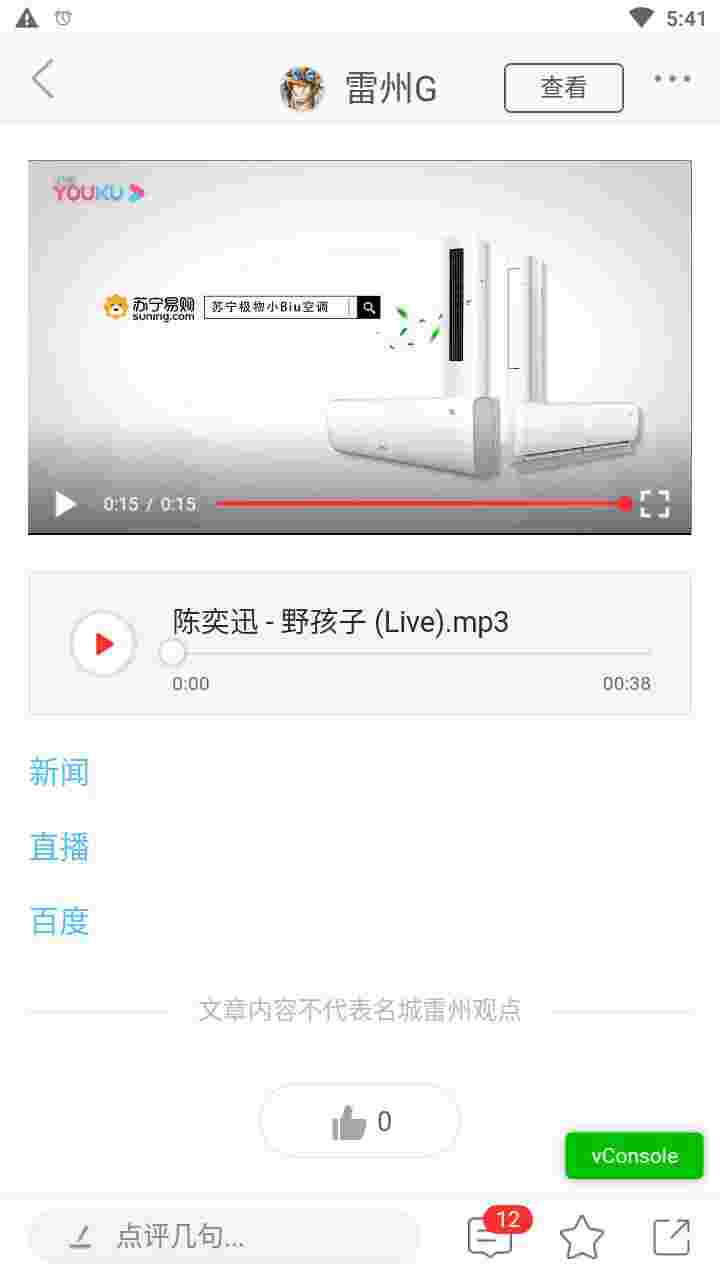 5:41
雷州G
查看
YOUKU
苏宁易购
suning.com
苏宁极物小Biu空调
0:15 / 0:15
陈奕迅 - 野孩子 (Live).mp3
0:00
00:38
新闻
直播
百度
文章内容不代表名城雷州观点
0
vConsole
点评几句...
12